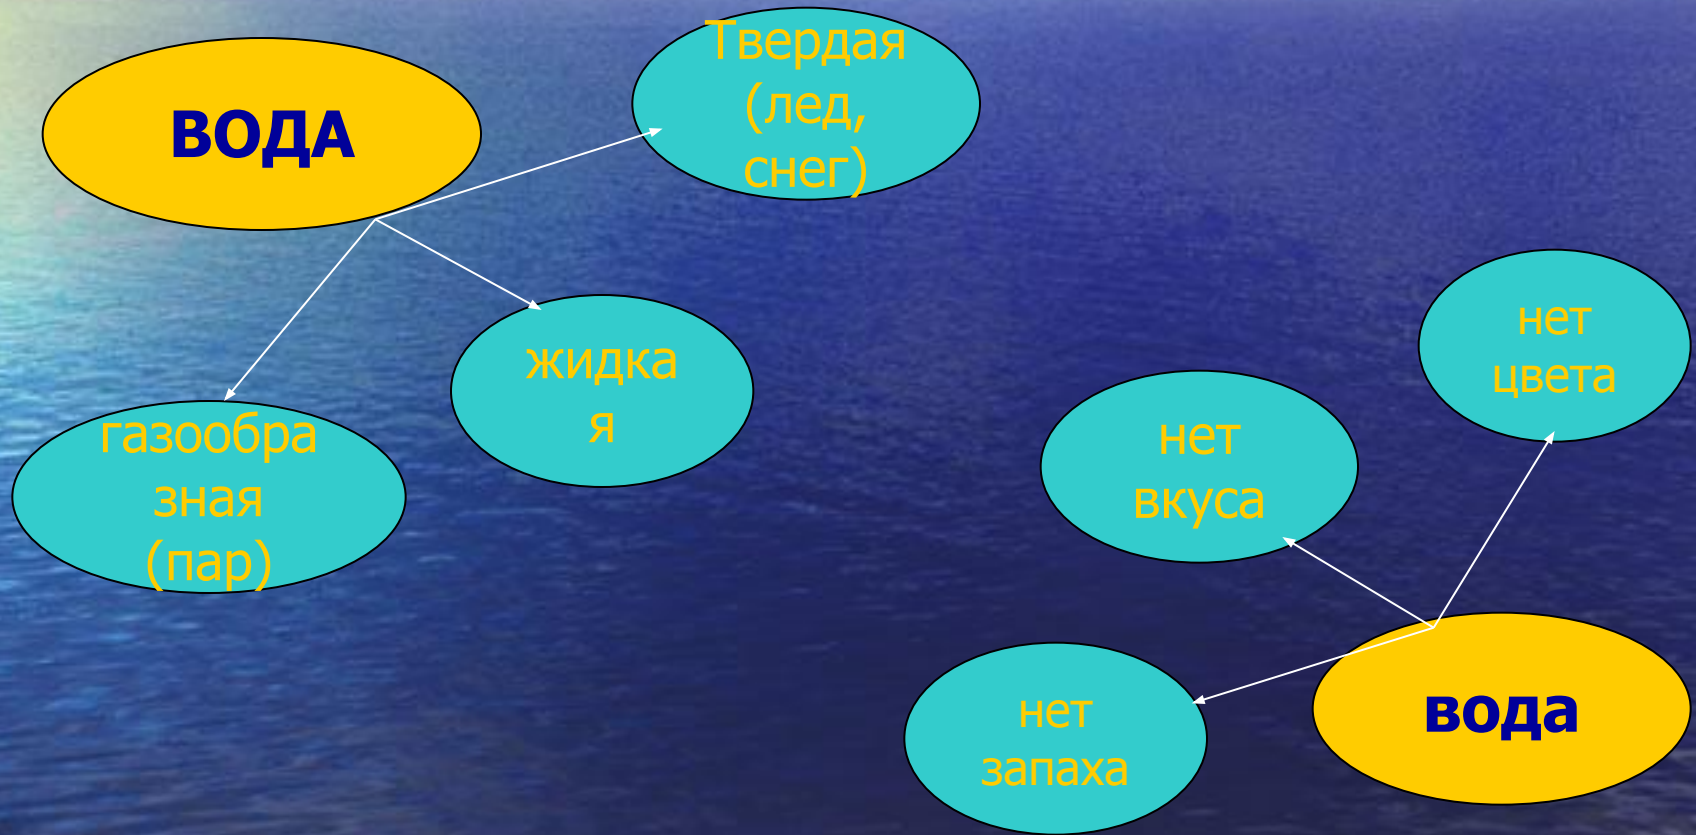 ВОДА
Твердая
(лед,
снег)
жидка
я
газообра
зная
(пар)
нет
цвета
нет
вкуса
нет
запаха
вода